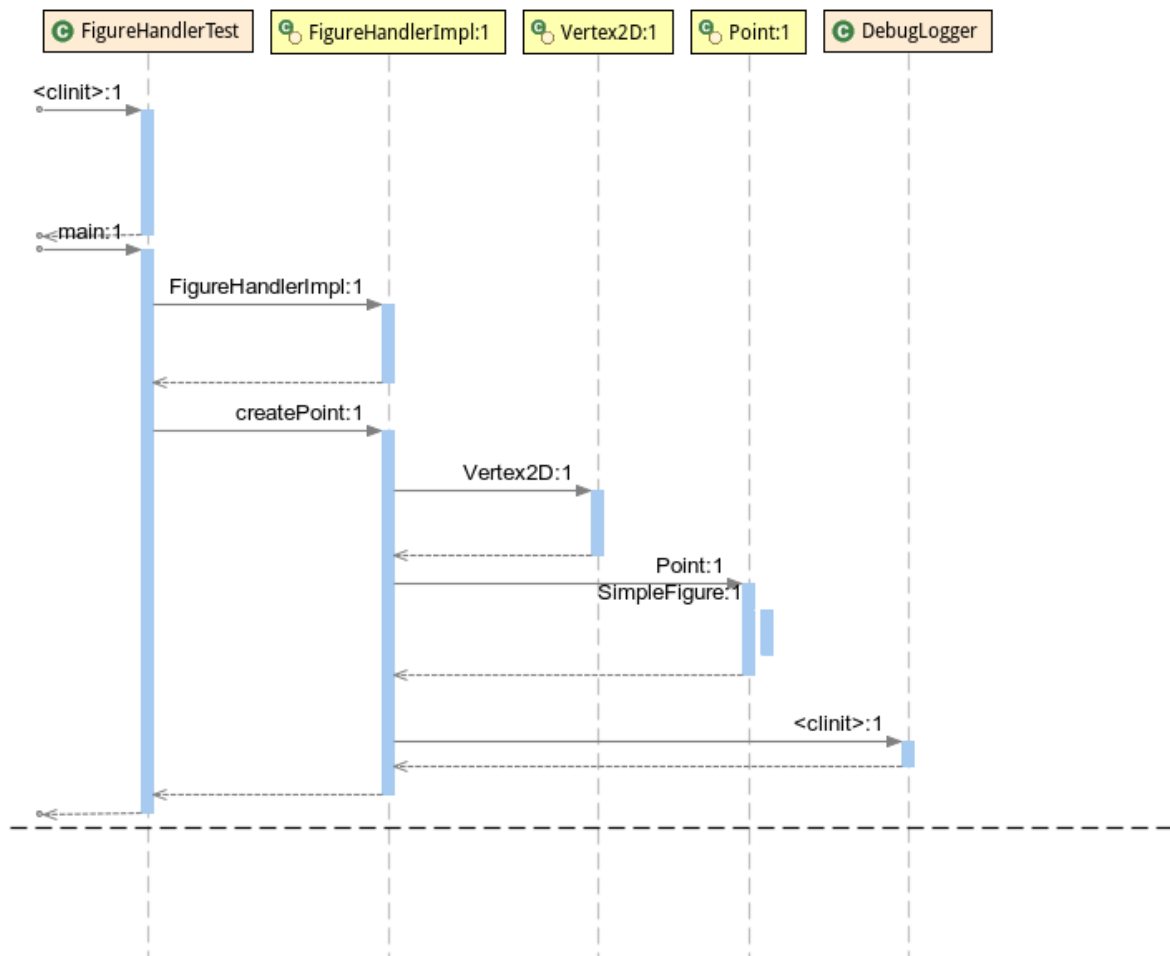 FigureHandlerTest
FigureHandlerImpl:1
Vertex2D:1
Point:1
DebugLogger
<clinit>:1
main:1
FigureHandlerImpl:1
createPoint:1
Vertex2D:1
Point:1
SimpleFigure:1
<clinit>:1